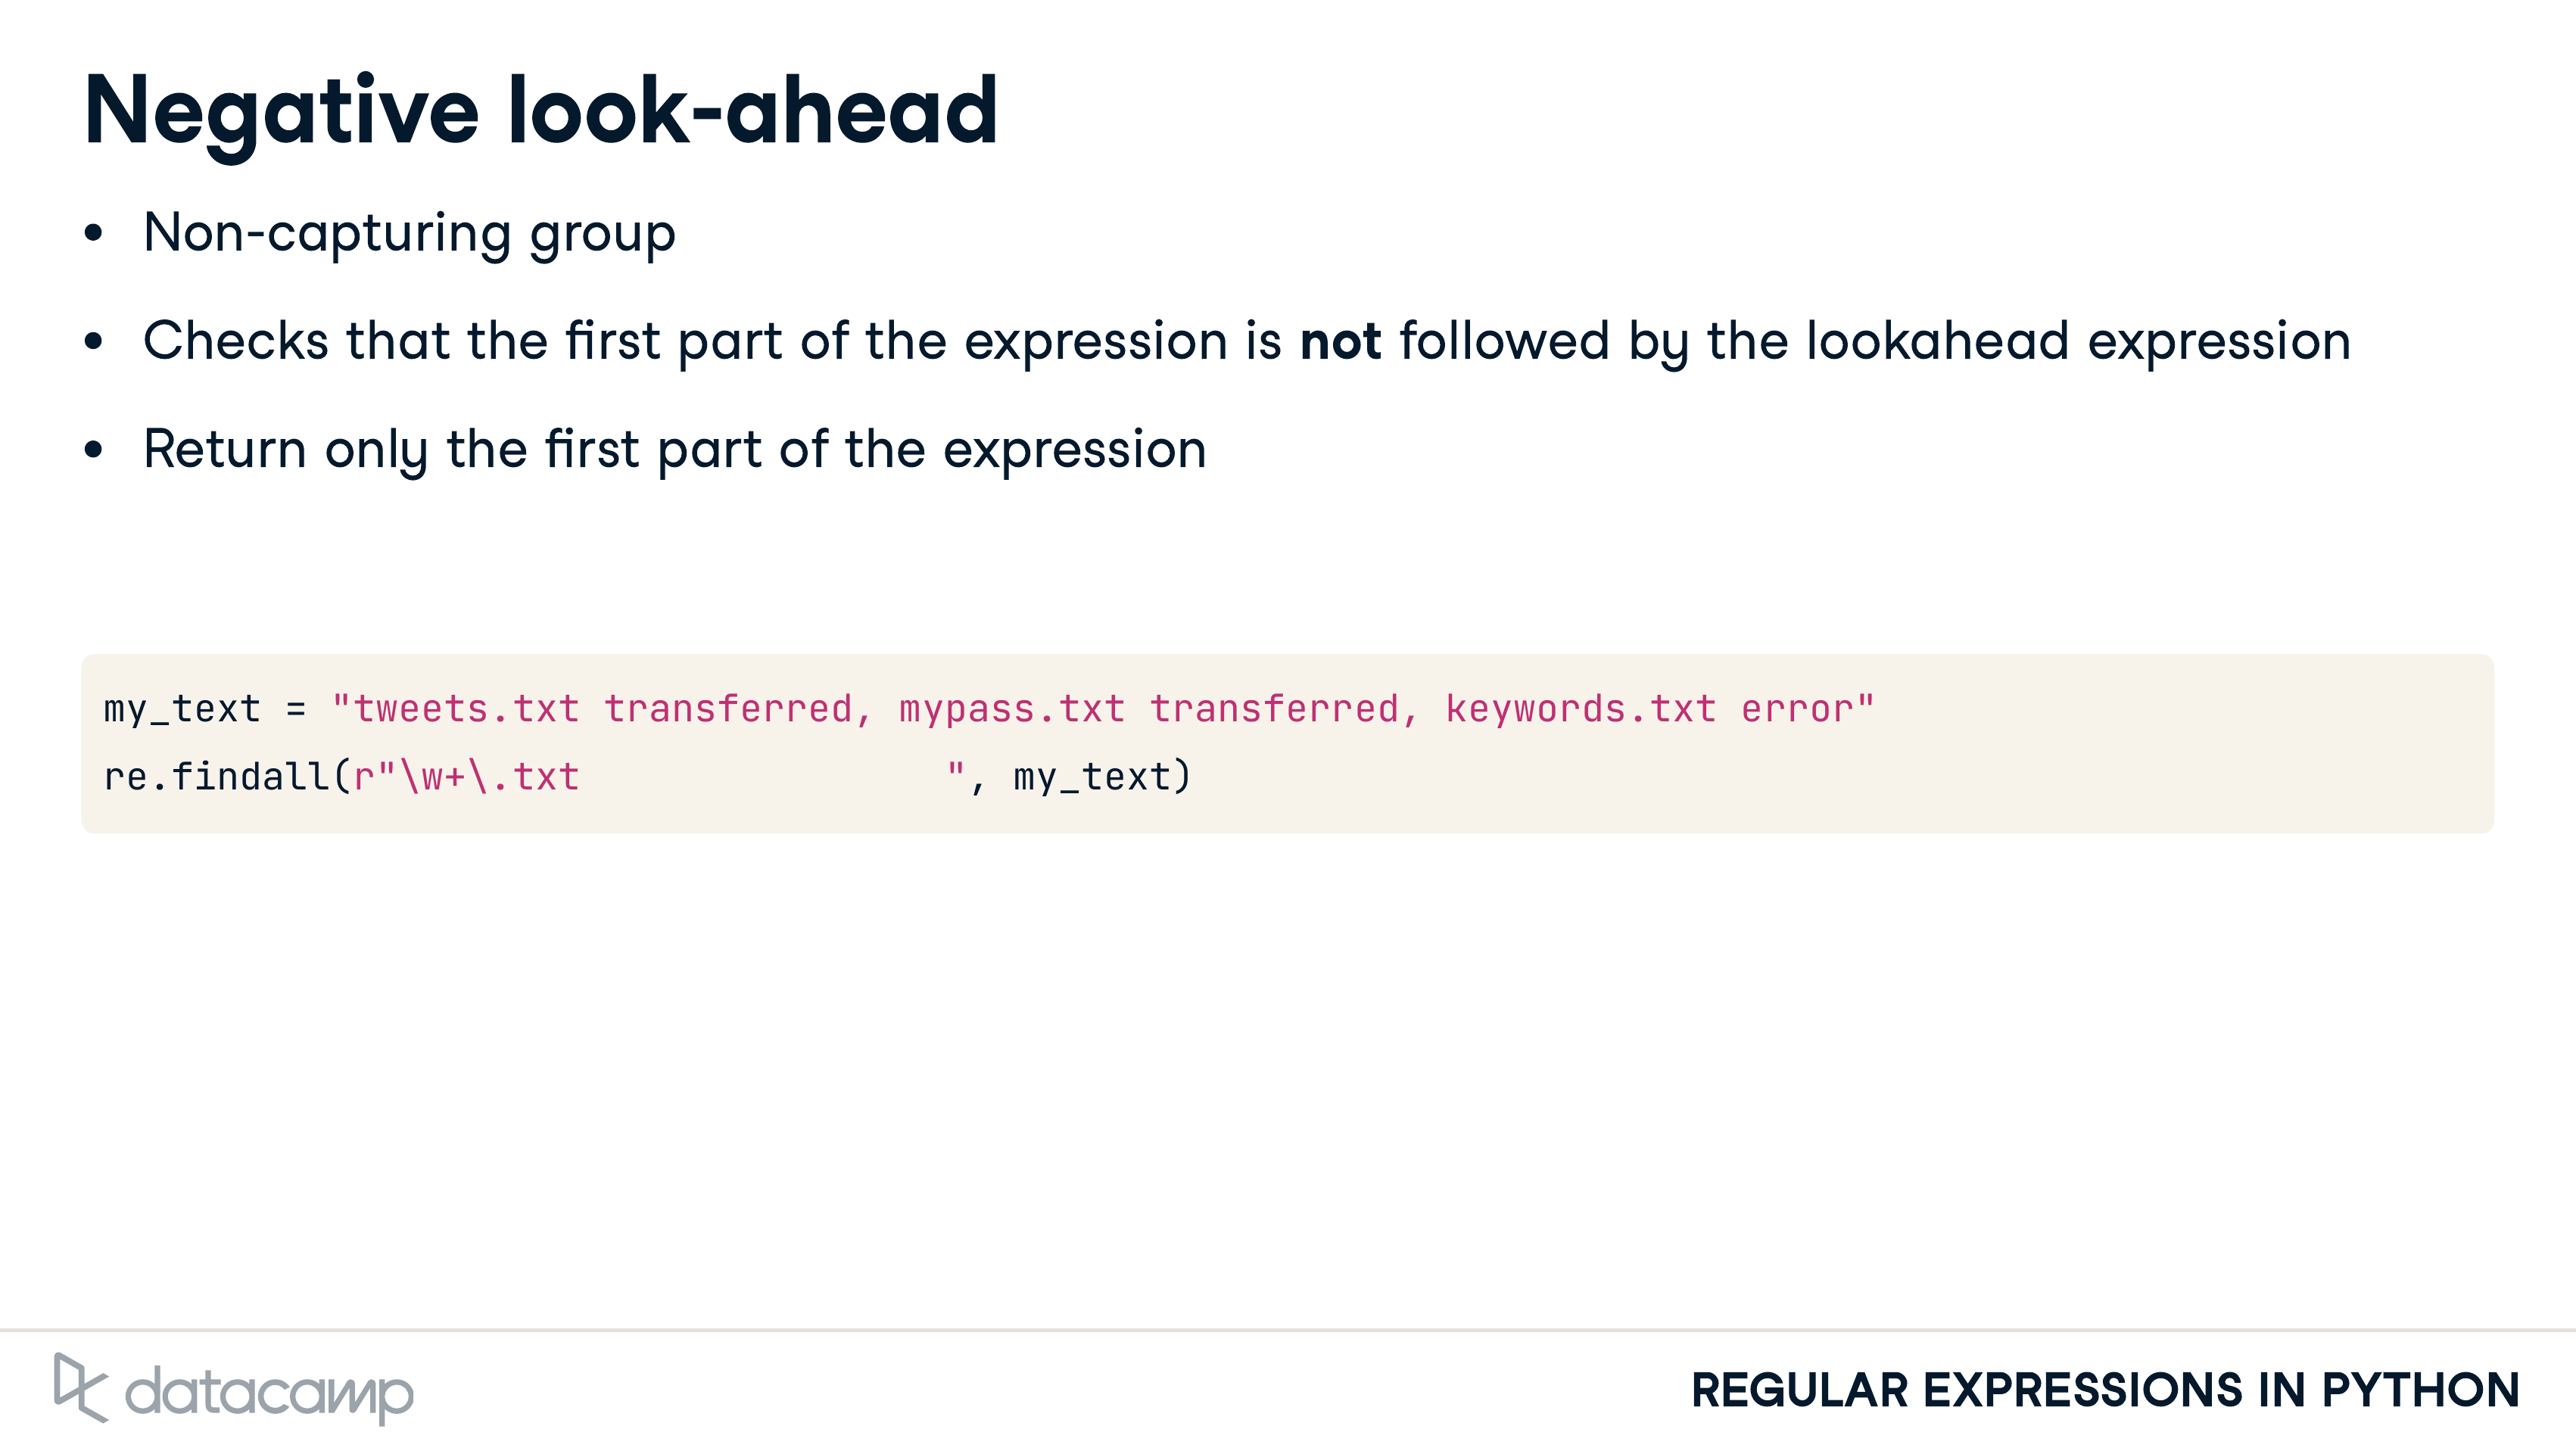 Negative look-ahead
• Non-capturing group
• Checks that the first part of the expression is not followed by the lookahead expression
• Return only the first part of the expression
my_text = "tweets.txt transferred, mypass.txt transferred, keywords.txt error"
re.findall(r"\w+\.txt                ", my_text)
datacamp
REGULAR EXPRESSIONS IN PYTHON